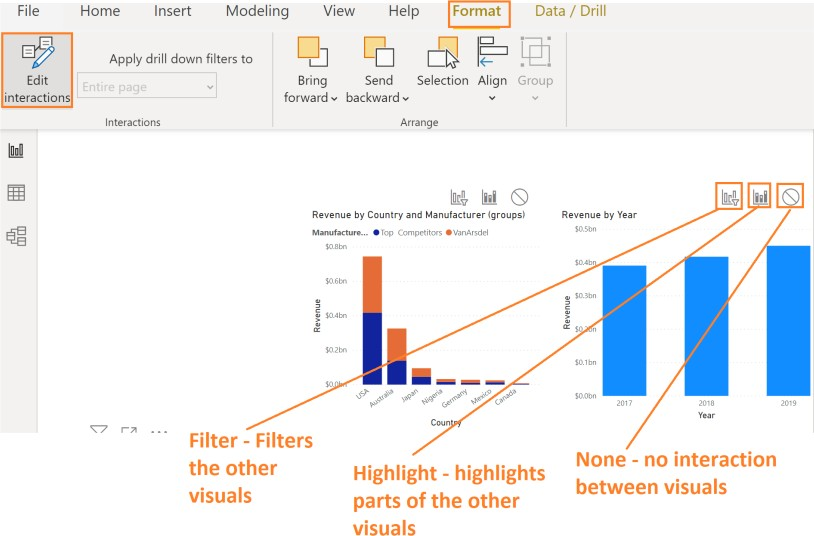 File Home Insert Modeling View Help Format Data / Drill
Edit interactions
Apply drill down filters to
Entire page
Interactions
Bring forward
Send backward
Selection
Align
Group
Arrange
Revenue by Country and Manufacturer (groups)
Manufacture... Top Competitors VanArsdel
$0.8bn
$0.6bn
$0.4bn
$0.2bn
$0.0bn
Revenue
USA Australia Japan Nigeria Germany Mexico Canada
Country
Revenue by Year
$0.5bn
$0.4bn
$0.3bn
$0.2bn
$0.1bn
$0.0bn
Revenue
2017 2018 2019
Year
Filter - Filters
the other
visuals
Highlight - highlights
parts of the other
visuals
None - no interaction
between visuals